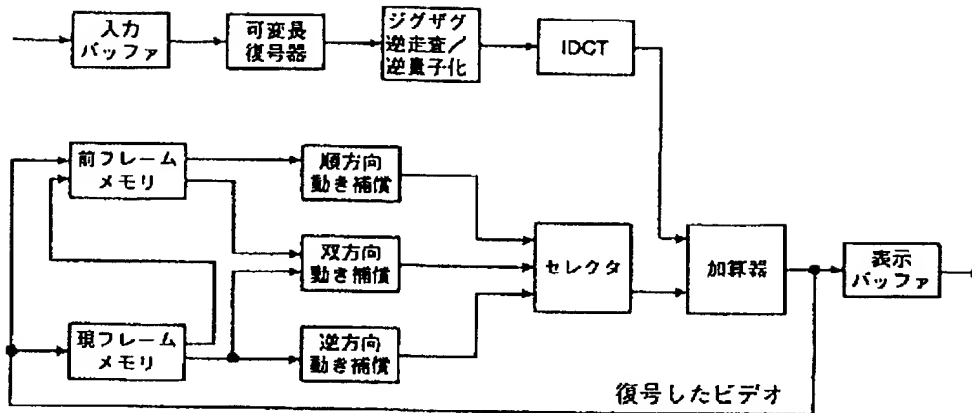 入力
バッファ
可変長
復号器
ジグザグ
逆走査/
逆量子化
IDCT
前フレーム
メモリ
順方向
動き補償
双方向
動き補償
セレクタ
加算器
表示
バッファ
現フレーム
メモリ
逆方向
動き補償
復号したビデオ